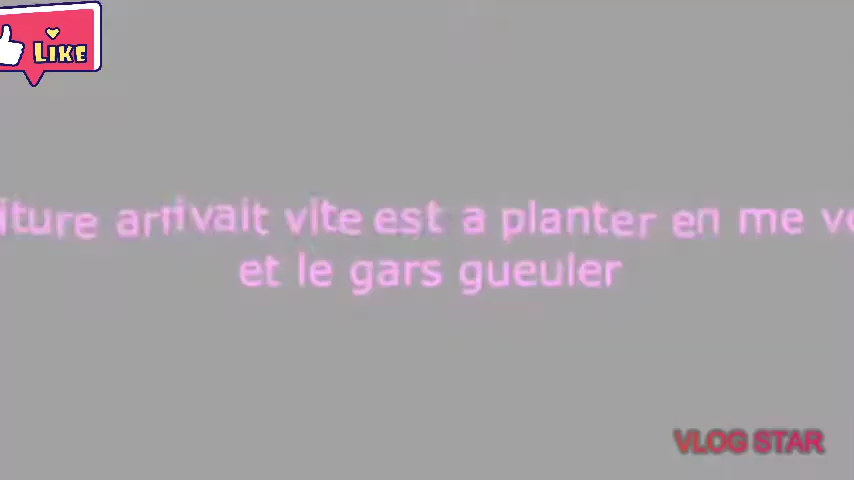 LIKE
iture arrivait vite est a planter en me vo
et le gars gueuler
VLOG STAR